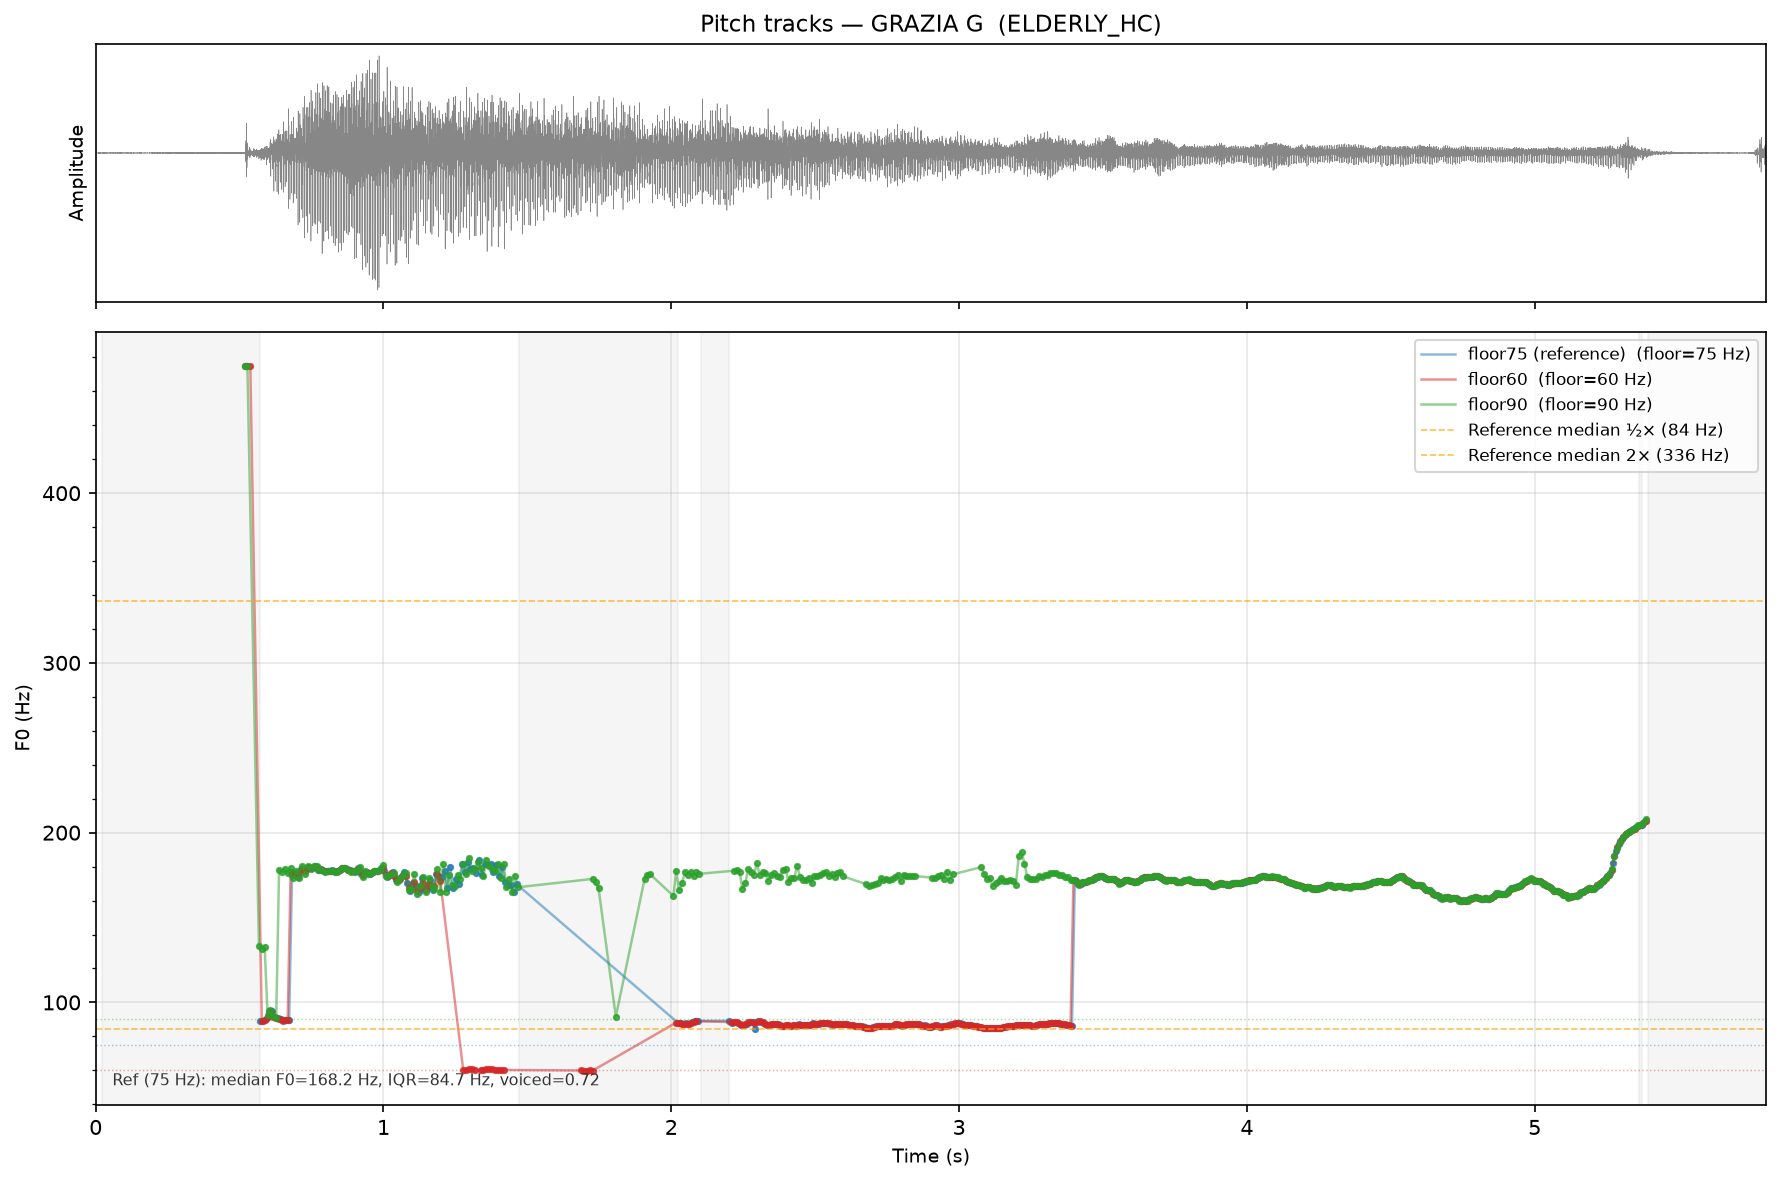 Pitch tracks — GRAZIA G  (ELDERLY_HC)
Amplitude
floor75 (reference)  (floor=75 Hz)
floor60  (floor=60 Hz)
floor90  (floor=90 Hz)
Reference median ½× (84 Hz)
Reference median 2× (336 Hz)
F0 (Hz)
400
300
200
100
Ref (75 Hz): median F0=168.2 Hz, IQR=84.7 Hz, voiced=0.72
0 1 2 3 4 5
Time (s)